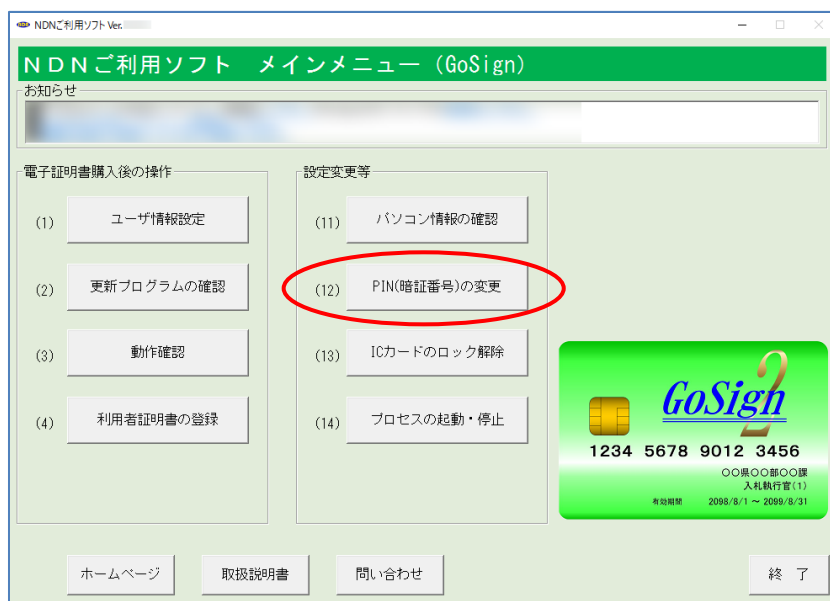 NDNご利用ソフト Ver.
NDNご利用ソフト メインメニュー (GoSign)
お知らせ
電子証明書購入後の操作
(1) ユーザ情報設定
(2) 更新プログラムの確認
(3) 動作確認
(4) 利用者証明書の登録
設定変更等
(11) パソコン情報の確認
(12) PIN(暗証番号)の変更
(13) ICカードのロック解除
(14) プロセスの起動・停止
GoSign2
1234 5678 9012 3456
〇〇県〇〇部〇〇課
入札執行官(1)
有効期間 2098/8/1 ～ 2099/8/31
ホームページ 取扱説明書 問い合わせ 終 了